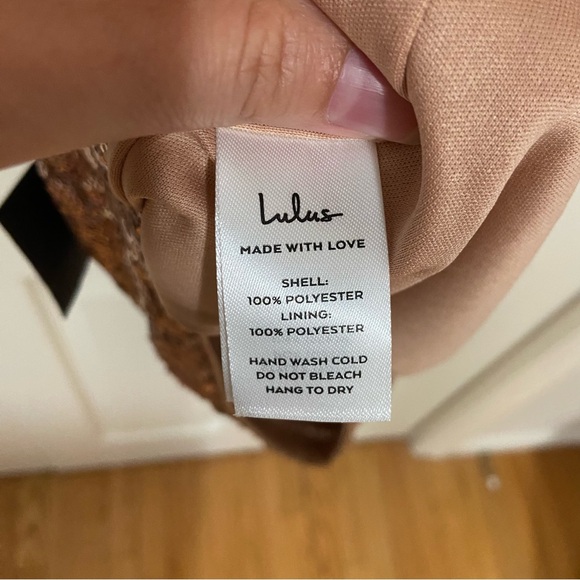 Lulus
MADE WITH LOVE
SHELL:
100% POLYESTER
LINING:
100% POLYESTER
HAND WASH COLD
DO NOT BLEACH
HANG TO DRY